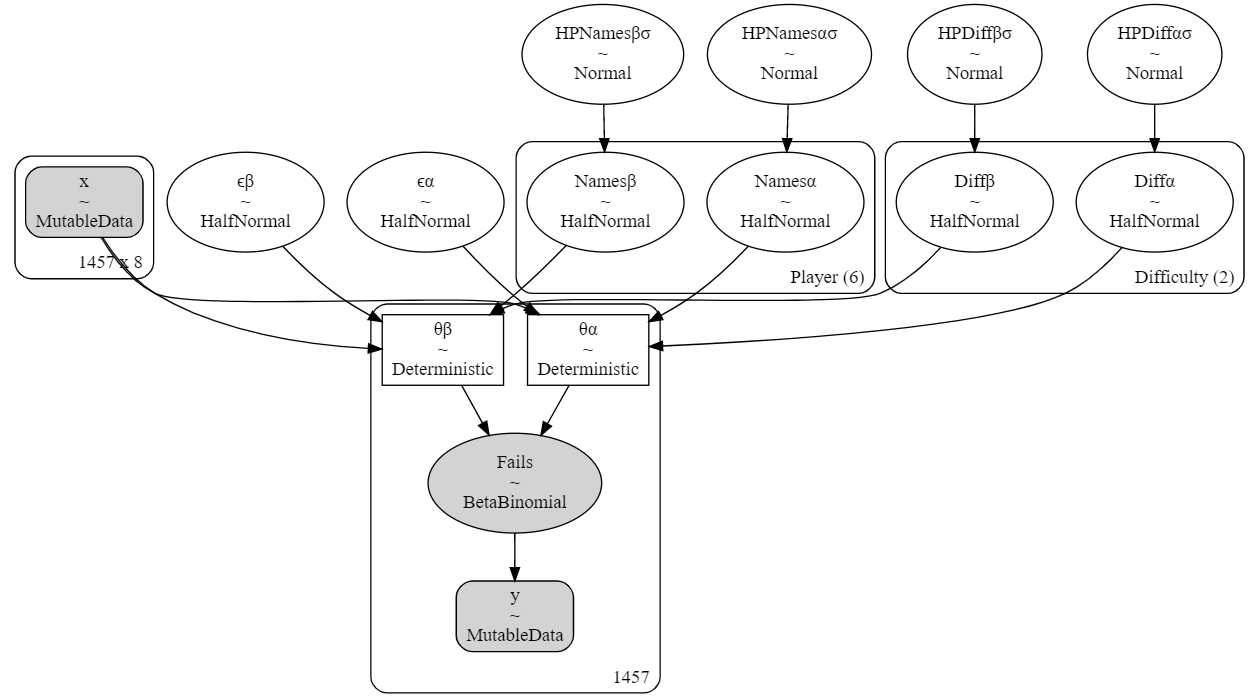 HPNamesβσ
~
Normal
HPNamesασ
~
Normal
HPDiffβσ
~
Normal
HPDiffασ
~
Normal
x
~
MutableData
1457 x 8
ϵβ
~
HalfNormal
ϵα
~
HalfNormal
Namesβ
~
HalfNormal
Namesα
~
HalfNormal
Player (6)
Diffβ
~
HalfNormal
Diffα
~
HalfNormal
Difficulty (2)
θβ
~
Deterministic
θα
~
Deterministic
Fails
~
BetaBinomial
y
~
MutableData
1457